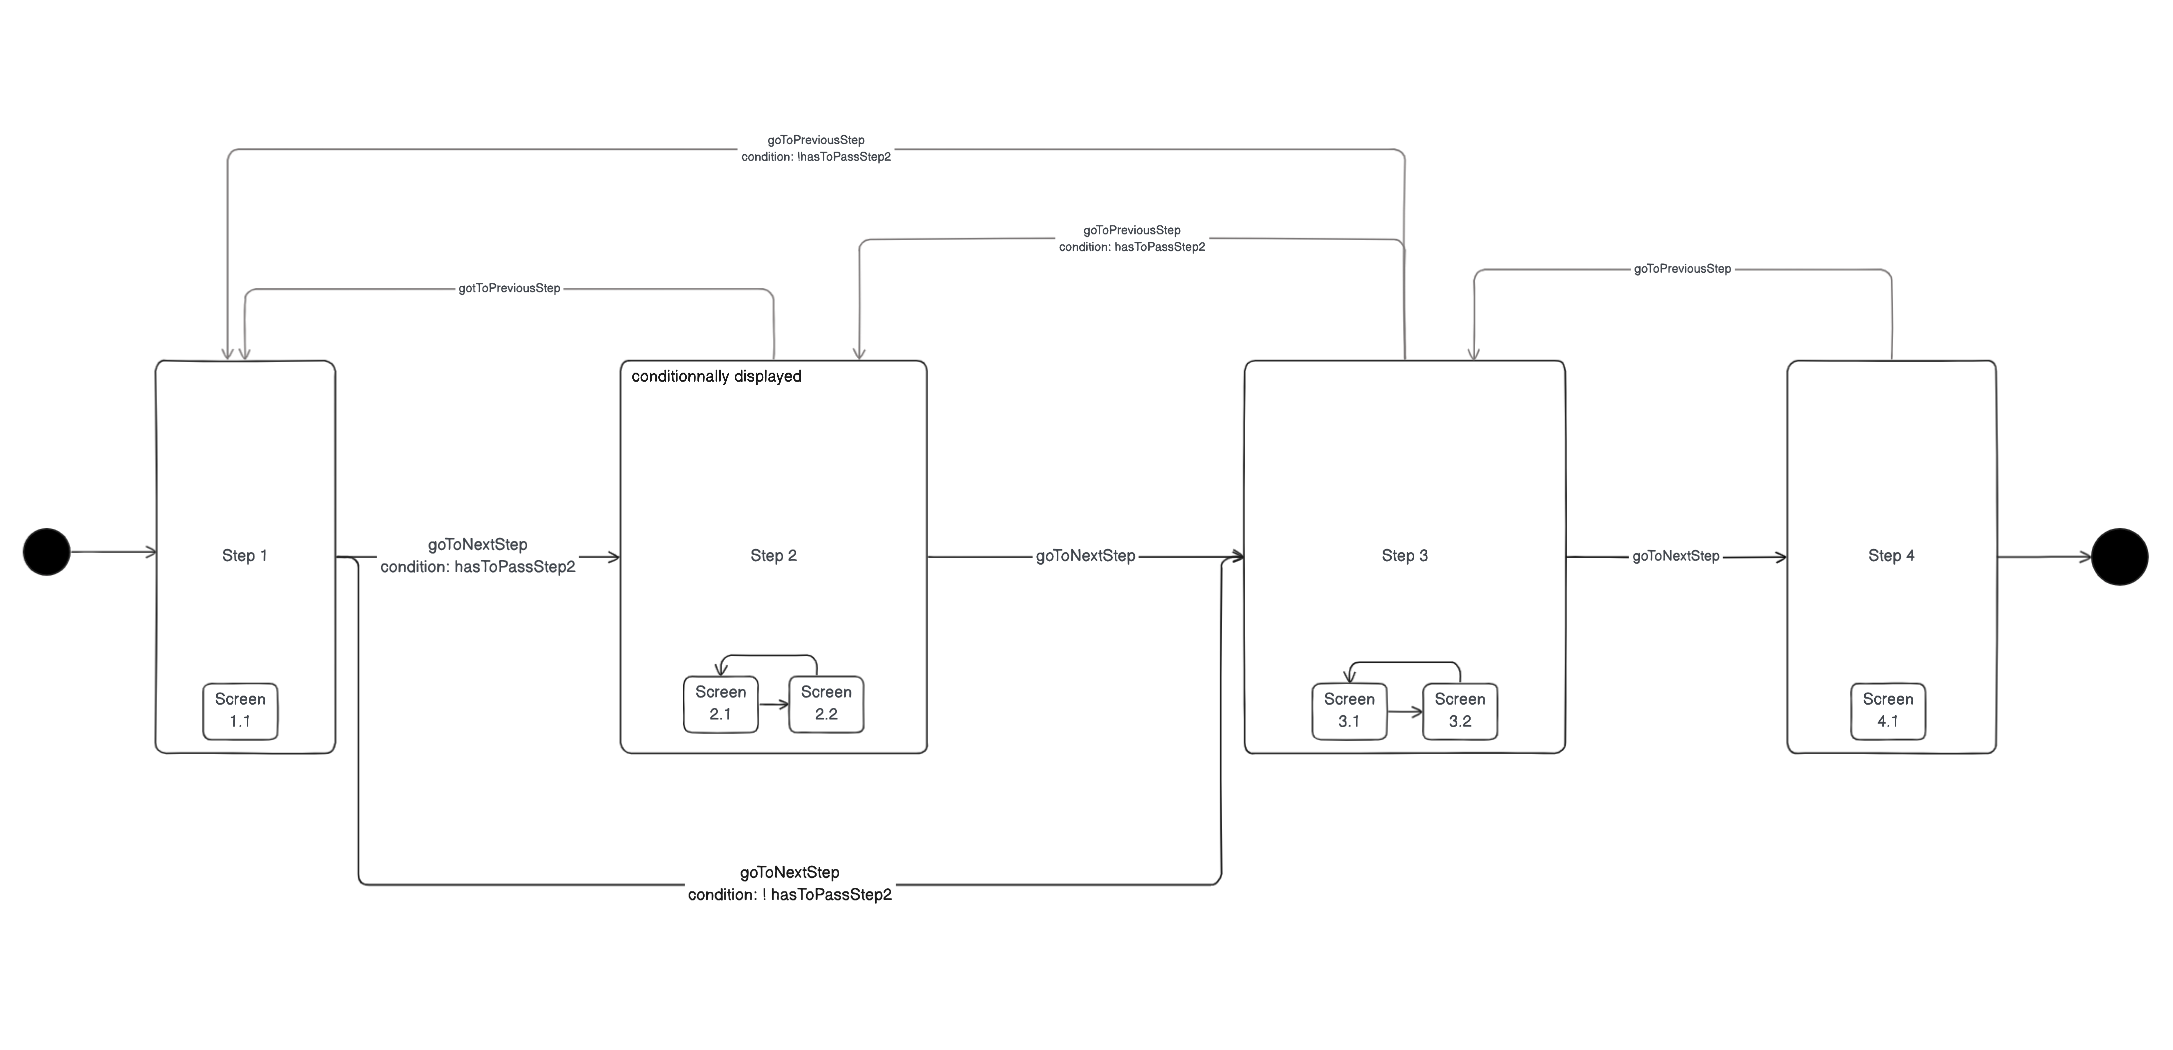 goToPreviousStep
condition: !hasToPassStep2
goToPreviousStep
condition: hasToPassStep2
goToPreviousStep
gotToPreviousStep
conditionnally displayed
Step 1
goToNextStep
condition: hasToPassStep2
Step 2
goToNextStep
Step 3
goToNextStep
Step 4
Screen
1.1
Screen
2.1
Screen
2.2
Screen
3.1
Screen
3.2
Screen
4.1
goToNextStep
condition: ! hasToPassStep2